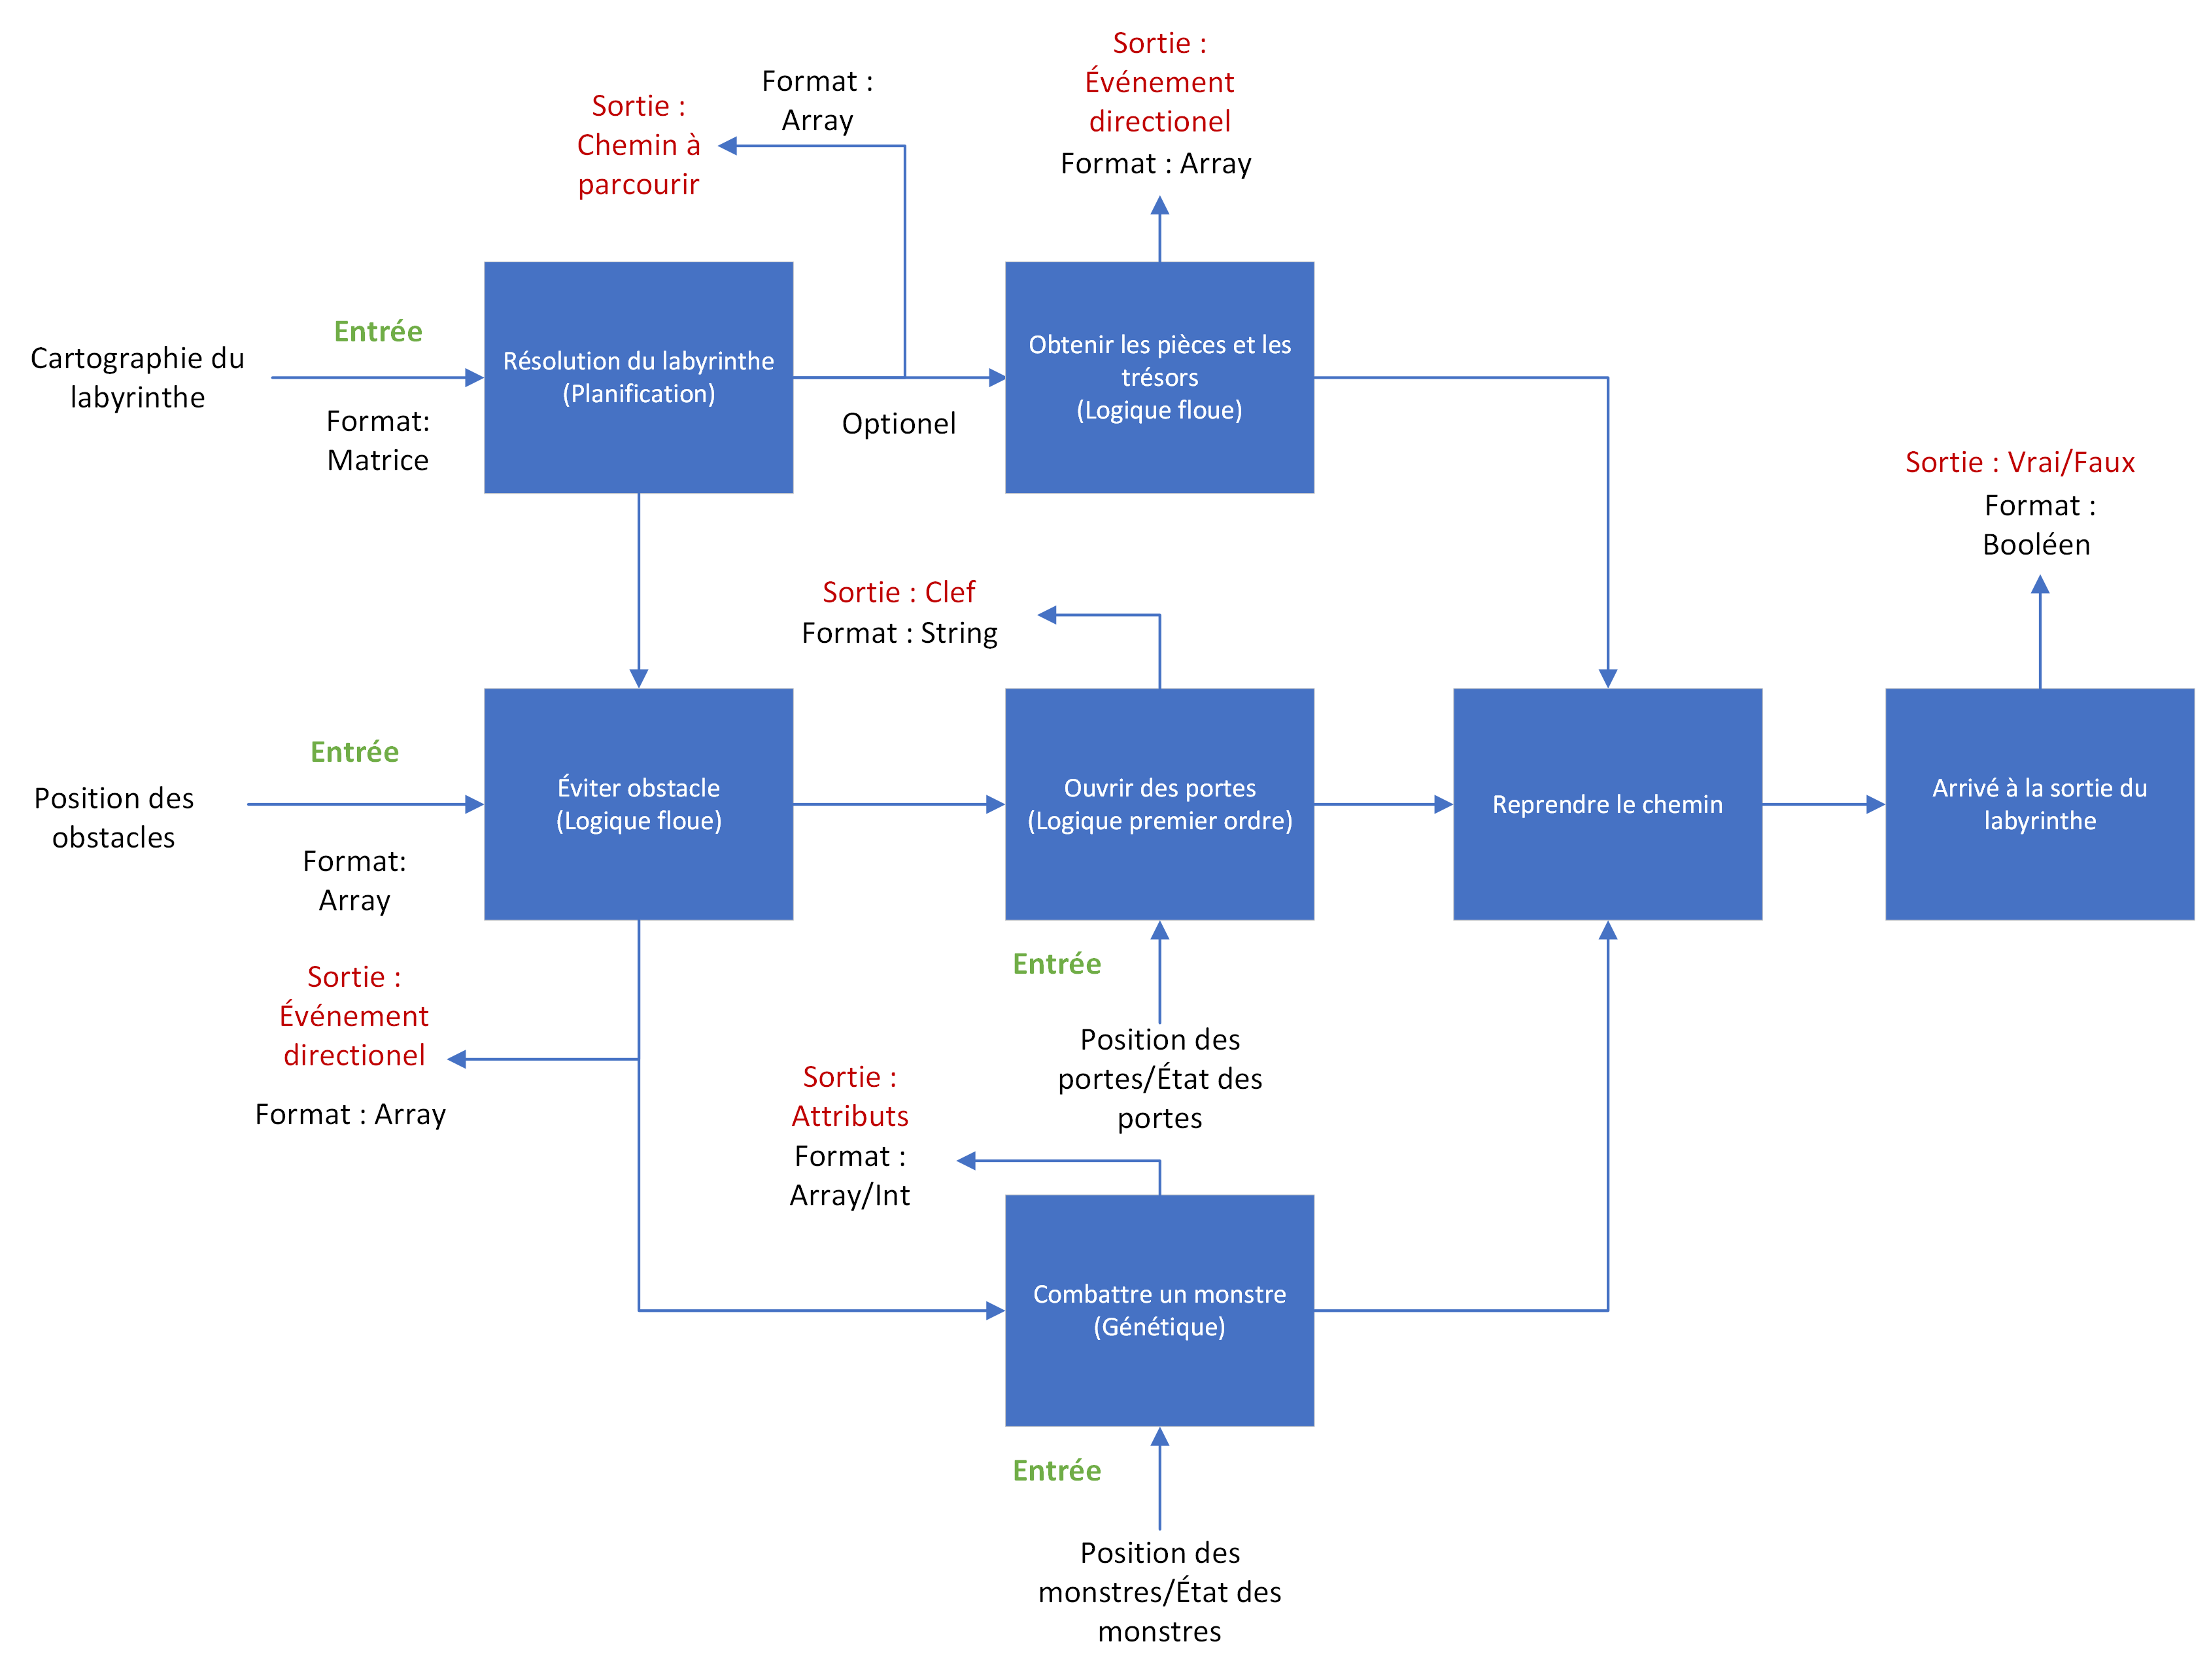 Sortie :
Événement
directionel
Format : Array
Format :
Array
Sortie :
Chemin à
parcourir
Cartographie du
labyrinthe
Entrée
Format:
Matrice
Résolution du labyrinthe
(Planification)
Optionel
Obtenir les pièces et les
trésors
(Logique floue)
Sortie : Vrai/Faux
Format :
Booléen
Sortie : Clef
Format : String
Position des
obstacles
Entrée
Format:
Array
Éviter obstacle
(Logique floue)
Ouvrir des portes
(Logique premier ordre)
Reprendre le chemin
Arrivé à la sortie du
labyrinthe
Sortie :
Événement
directionel
Format : Array
Entrée
Position des
portes/État des
portes
Sortie :
Attributs
Format :
Array/Int
Combattre un monstre
(Génétique)
Entrée
Position des
monstres/État des
monstres